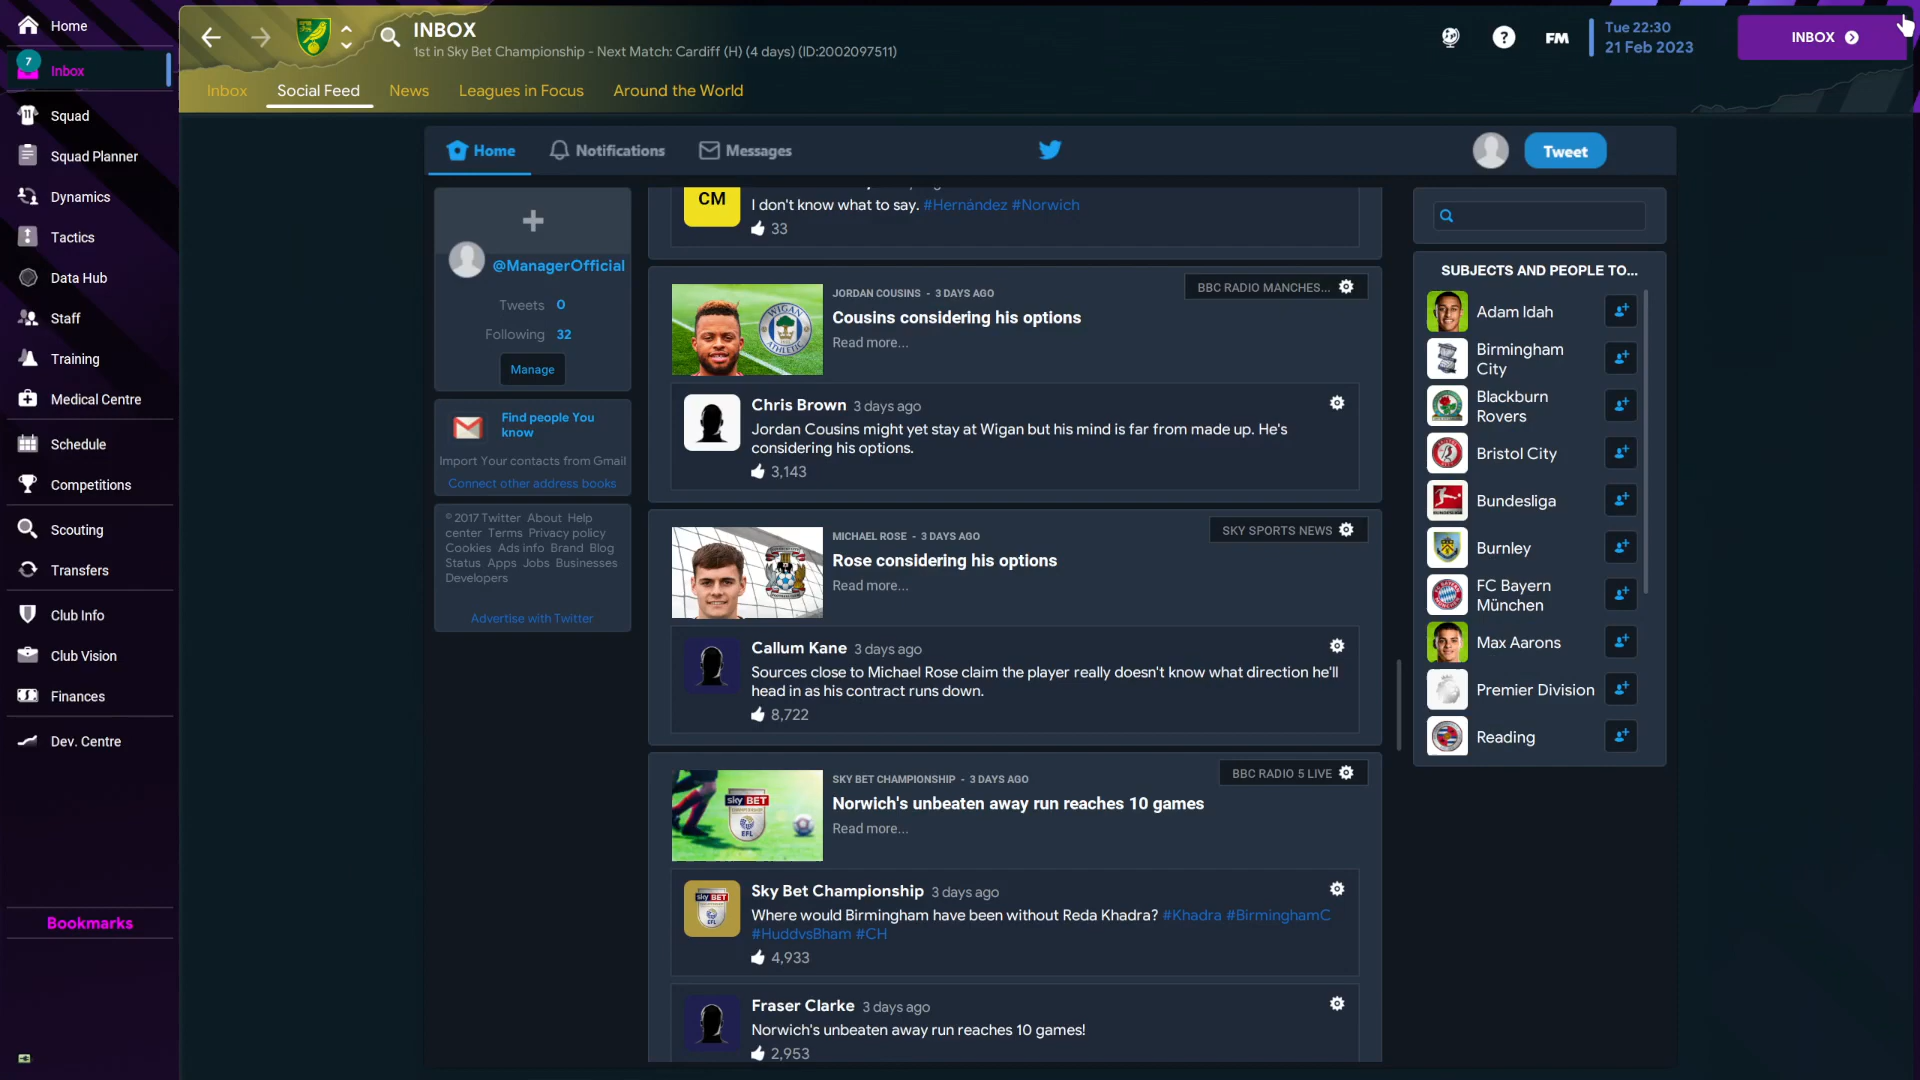 Home
7
Inbox
Squad
Squad Planner
Dynamics
Tactics
Data Hub
Staff
Training
Medical Centre
Schedule
Competitions
Scouting
Transfers
Club Info
Club Vision
Finances
Dev. Centre
Bookmarks
INBOX
1st in Sky Bet Championship - Next Match: Cardiff (H) (4 days) (ID:2002097511)
FM
Tue 22:30
21 Feb 2023
INBOX
Inbox Social Feed News Leagues in Focus Around the World
Home Notifications Messages
Tweet
@ManagerOfficial
Tweets 0
Following 32
Manage
Find people You
know
Import Your contacts from Gmail
Connect other address books
© 2017 Twitter About Help
center Terms Privacy policy
Cookies Ads info Brand Blog
Status Apps Jobs Businesses
Developers
Advertise with Twitter
CM
I don't know what to say. #Hernández #Norwich
33
WIGAN
ATHLETIC
JORDAN COUSINS - 3 DAYS AGO
BBC RADIO MANCHES...
Cousins considering his options
Read more...
Chris Brown 3 days ago
Jordan Cousins might yet stay at Wigan but his mind is far from made up. He's
considering his options.
3,143
MICHAEL ROSE - 3 DAYS AGO
SKY SPORTS NEWS
Rose considering his options
Read more...
Callum Kane 3 days ago
Sources close to Michael Rose claim the player really doesn't know what direction he'll
head in as his contract runs down.
8,722
sky BET
EFL
SKY BET CHAMPIONSHIP - 3 DAYS AGO
BBC RADIO 5 LIVE
Norwich's unbeaten away run reaches 10 games
Read more...
sky BET
EFL
Sky Bet Championship 3 days ago
Where would Birmingham have been without Reda Khadra? #Khadra #BirminghamC
#HuddvsBham #CH
4,933
Fraser Clarke 3 days ago
Norwich's unbeaten away run reaches 10 games!
2,953
SUBJECTS AND PEOPLE TO...
Adam Idah
Birmingham
City
Blackburn
Rovers
Bristol City
Bundesliga
Burnley
FC Bayern
München
Max Aarons
Premier Division
Reading